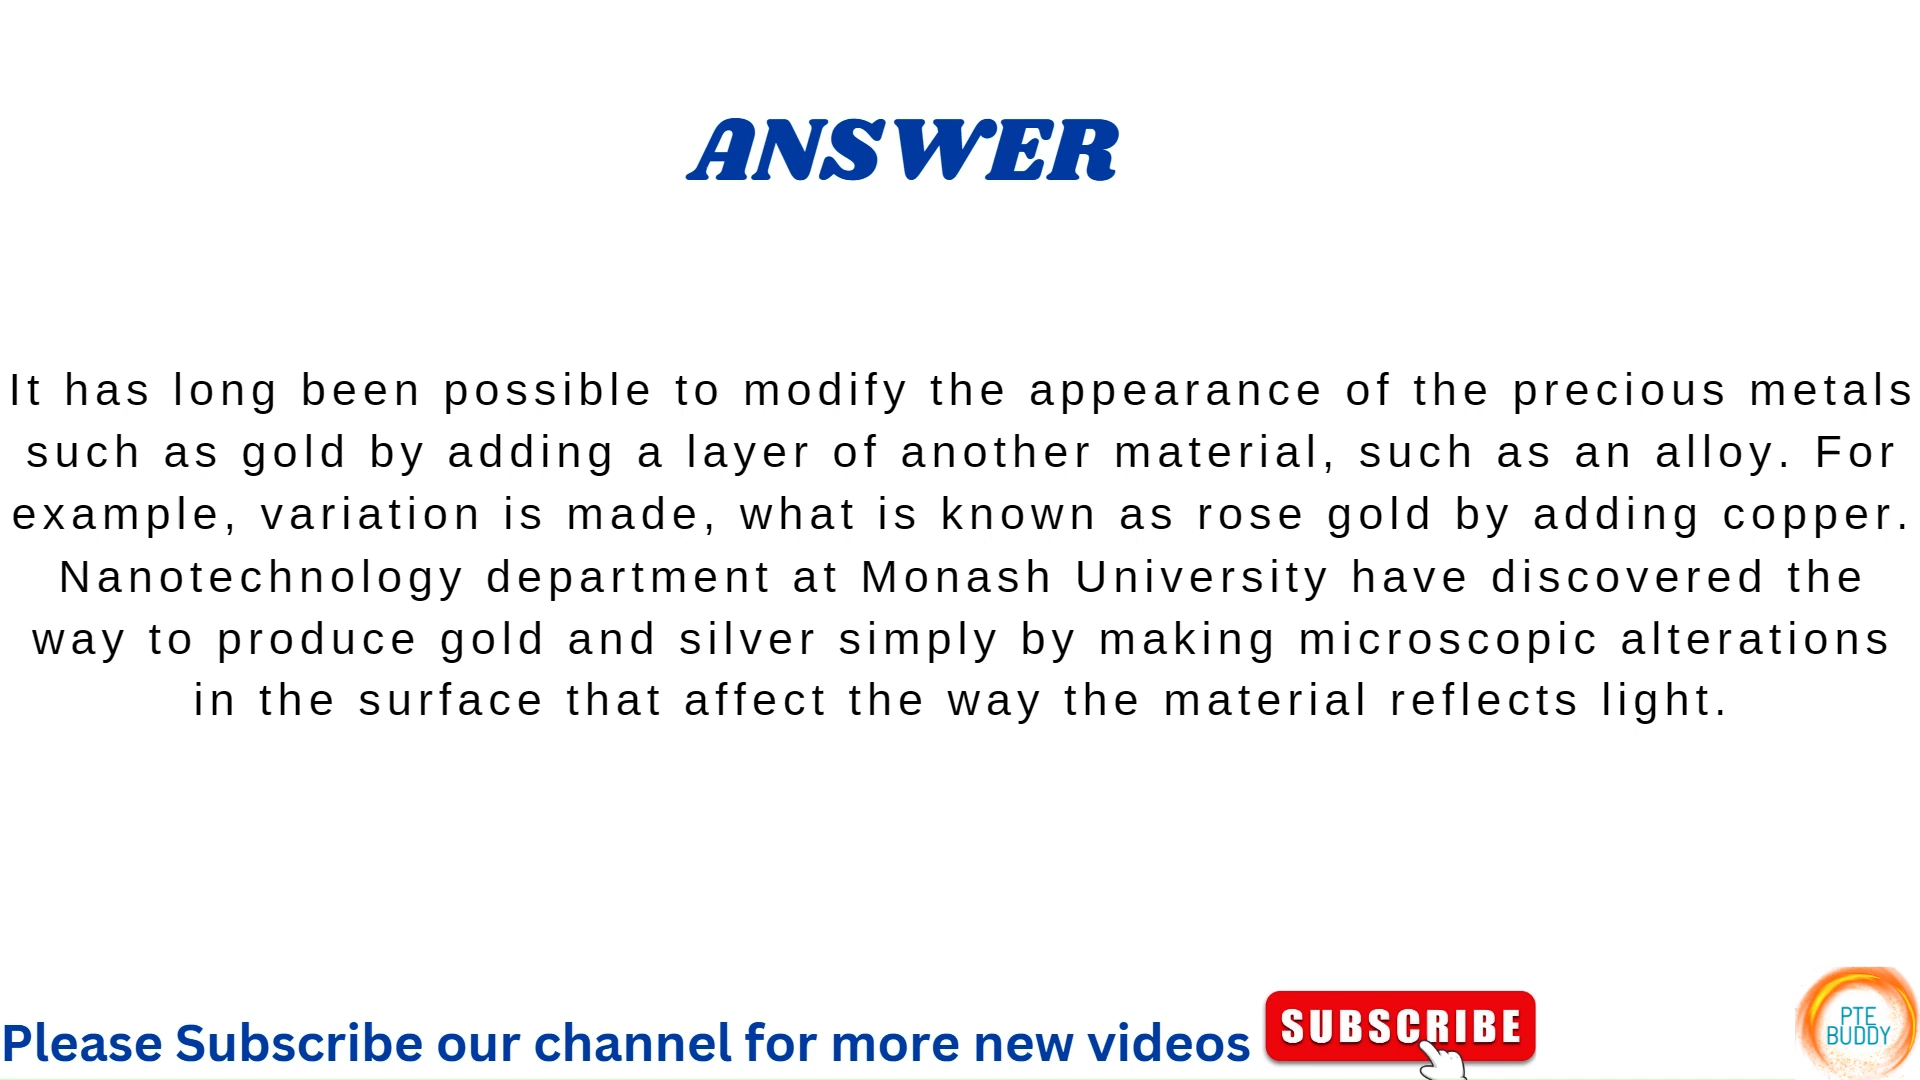 ANSWER
It has long been possible to modify the appearance of the precious metals
such as gold by adding a layer of another material, such as an alloy. For
example, variation is made, what is known as rose gold by adding copper.
Nanotechnology department at Monash University have discovered the
way to produce gold and silver simply by making microscopic alterations
in the surface that affect the way the material reflects light.
Please Subscribe our channel for more new videos
SUBSCRIBE
PTE
BUDDY